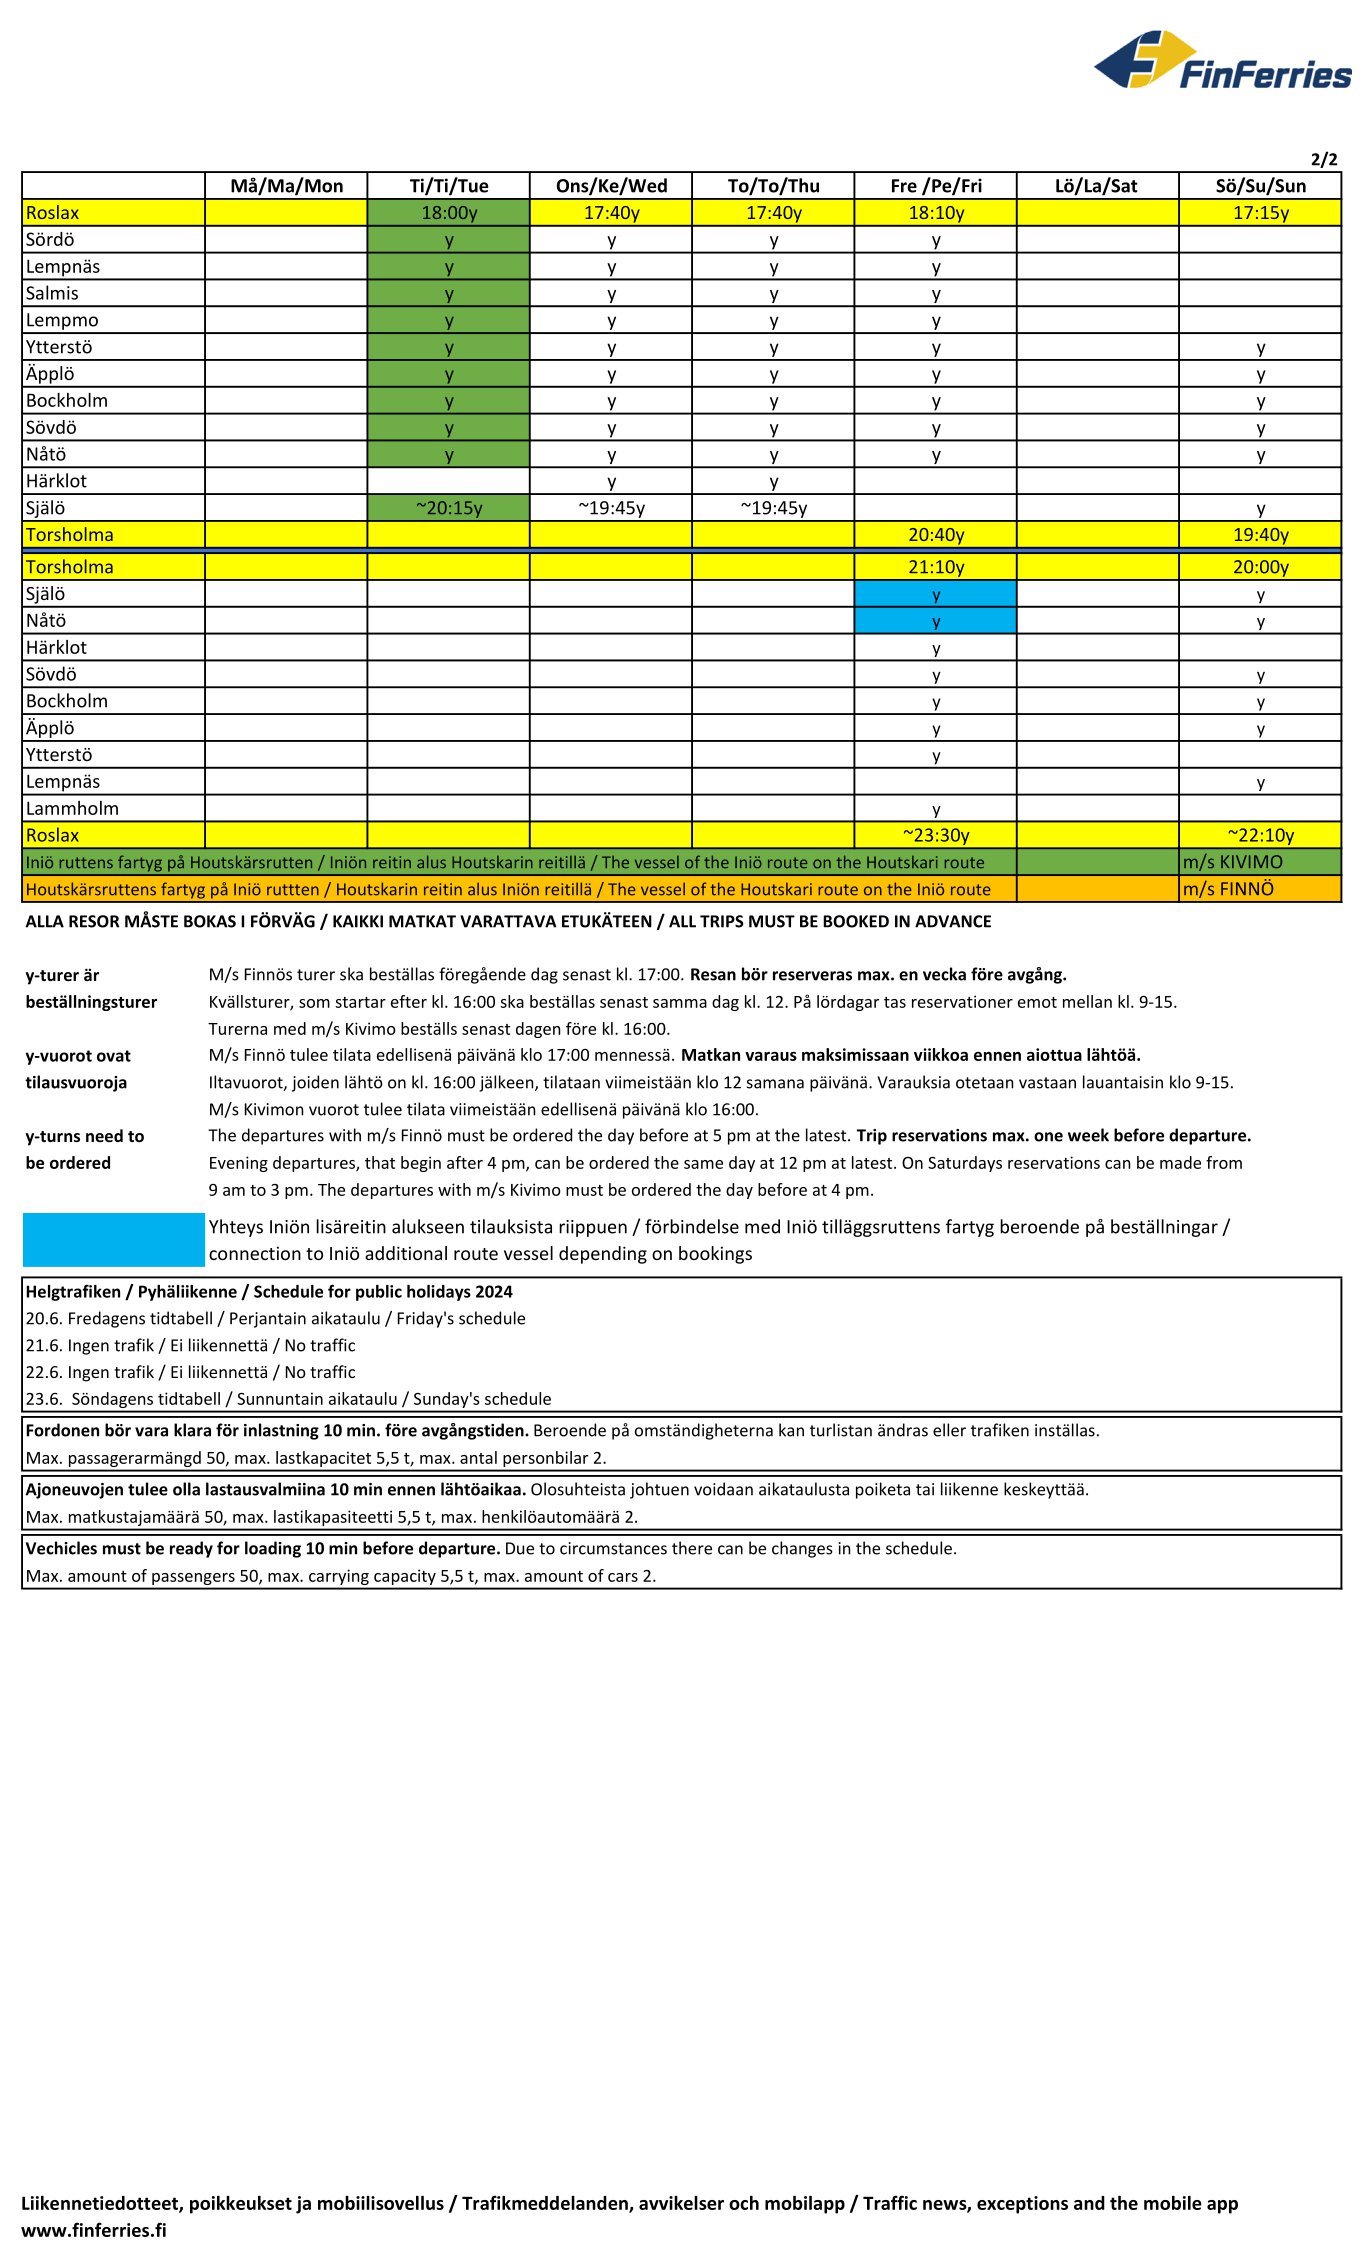 FinFerries
2/2
Må/Ma/Mon Ti/Ti/Tue Ons/Ke/Wed To/To/Thu Fre /Pe/Fri Lö/La/Sat Sö/Su/Sun
Roslax 18:00y 17:40y 17:40y 18:10y 17:15y
Sördö y y y y
Lempnäs y y y y
Salmis y y y y
Lempmo y y y y
Ytterstö y y y y y
Äpplö y y y y y
Bockholm y y y y y
Sövdö y y y y y
Nåtö y y y y y
Härklot y y
Själö ~20:15y ~19:45y ~19:45y y
Torsholma 20:40y 19:40y
Torsholma 21:10y 20:00y
Själö y y
Nåtö y y
Härklot y
Sövdö y y
Bockholm y y
Äpplö y y
Ytterstö y
Lempnäs y
Lammholm y
Roslax ~23:30y ~22:10y
Iniö ruttens fartyg på Houtskärsrutten / Iniön reitin alus Houtskarin reitillä / The vessel of the Iniö route on the Houtskari route m/s KIVIMO
Houtskärsruttens fartyg på Iniö ruttten / Houtskarin reitin alus Iniön reitillä / The vessel of the Houtskari route on the Iniö route m/s FINNÖ
ALLA RESOR MÅSTE BOKAS I FÖRVÄG / KAIKKI MATKAT VARATTAVA ETUKÄTEEN / ALL TRIPS MUST BE BOOKED IN ADVANCE
y-turer är M/s Finnös turer ska beställas föregående dag senast kl. 17:00. Resan bör reserveras max. en vecka före avgång.
beställningsturer Kvällsturer, som startar efter kl. 16:00 ska beställas senast samma dag kl. 12. På lördagar tas reservationer emot mellan kl. 9-15.
Turerna med m/s Kivimo beställs senast dagen före kl. 16:00.
y-vuorot ovat M/s Finnö tulee tilata edellisenä päivänä klo 17:00 mennessä. Matkan varaus maksimissaan viikkoa ennen aiottua lähtöä.
tilausvuoroja Iltavuorot, joiden lähtö on kl. 16:00 jälkeen, tilataan viimeistään klo 12 samana päivänä. Varauksia otetaan vastaan lauantaisin klo 9-15.
M/s Kivimon vuorot tulee tilata viimeistään edellisenä päivänä klo 16:00.
y-turns need to The departures with m/s Finnö must be ordered the day before at 5 pm at the latest. Trip reservations max. one week before departure.
be ordered Evening departures, that begin after 4 pm, can be ordered the same day at 12 pm at latest. On Saturdays reservations can be made from
9 am to 3 pm. The departures with m/s Kivimo must be ordered the day before at 4 pm.
Yhteys Iniön lisäreitin alukseen tilauksista riippuen / förbindelse med Iniö tilläggsruttens fartyg beroende på beställningar /
connection to Iniö additional route vessel depending on bookings
Helgtrafiken / Pyhäliikenne / Schedule for public holidays 2024
20.6. Fredagens tidtabell / Perjantain aikataulu / Friday's schedule
21.6. Ingen trafik / Ei liikennettä / No traffic
22.6. Ingen trafik / Ei liikennettä / No traffic
23.6. Söndagens tidtabell / Sunnuntain aikataulu / Sunday's schedule
Fordonen bör vara klara för inlastning 10 min. före avgångstiden. Beroende på omständigheterna kan turlistan ändras eller trafiken inställas.
Max. passagerarmängd 50, max. lastkapacitet 5,5 t, max. antal personbilar 2.
Ajoneuvojen tulee olla lastausvalmiina 10 min ennen lähtöaikaa. Olosuhteista johtuen voidaan aikataulusta poiketa tai liikenne keskeyttää.
Max. matkustajamäärä 50, max. lastikapasiteetti 5,5 t, max. henkilöautomäärä 2.
Vechicles must be ready for loading 10 min before departure. Due to circumstances there can be changes in the schedule.
Max. amount of passengers 50, max. carrying capacity 5,5 t, max. amount of cars 2.
Liikennetiedotteet, poikkeukset ja mobiilisovellus / Trafikmeddelanden, avvikelser och mobilapp / Traffic news, exceptions and the mobile app
www.finferries.fi